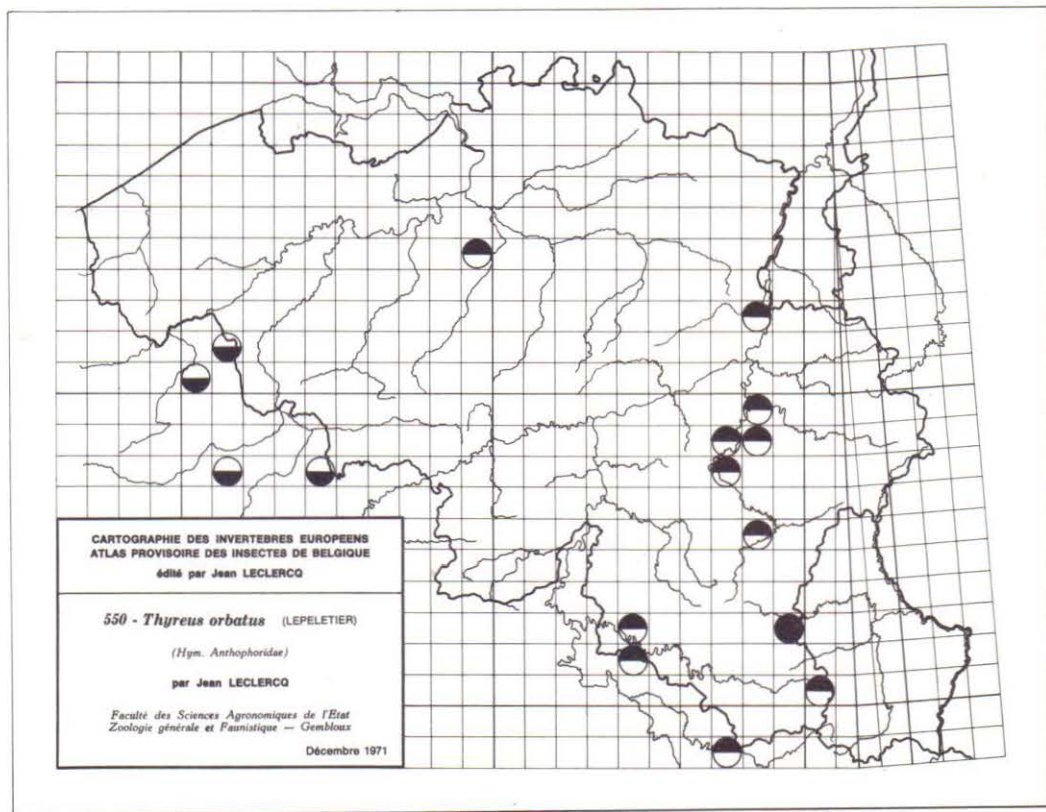 CARTOGRAPHIE DES INVERTEBRES EUROPEENS
ATLAS PROVISOIRE DES INSECTES DE BELGIQUE
édité par Jean LECLERCQ
550 - Thyreus orbatus (LEPELETIER)
(Hym. Anthophoridae)
par Jean LECLERCQ
Faculté des Sciences Agronomiques de l'Etat
Zoologie générale et Faunistique — Gembloux
Décembre 1971